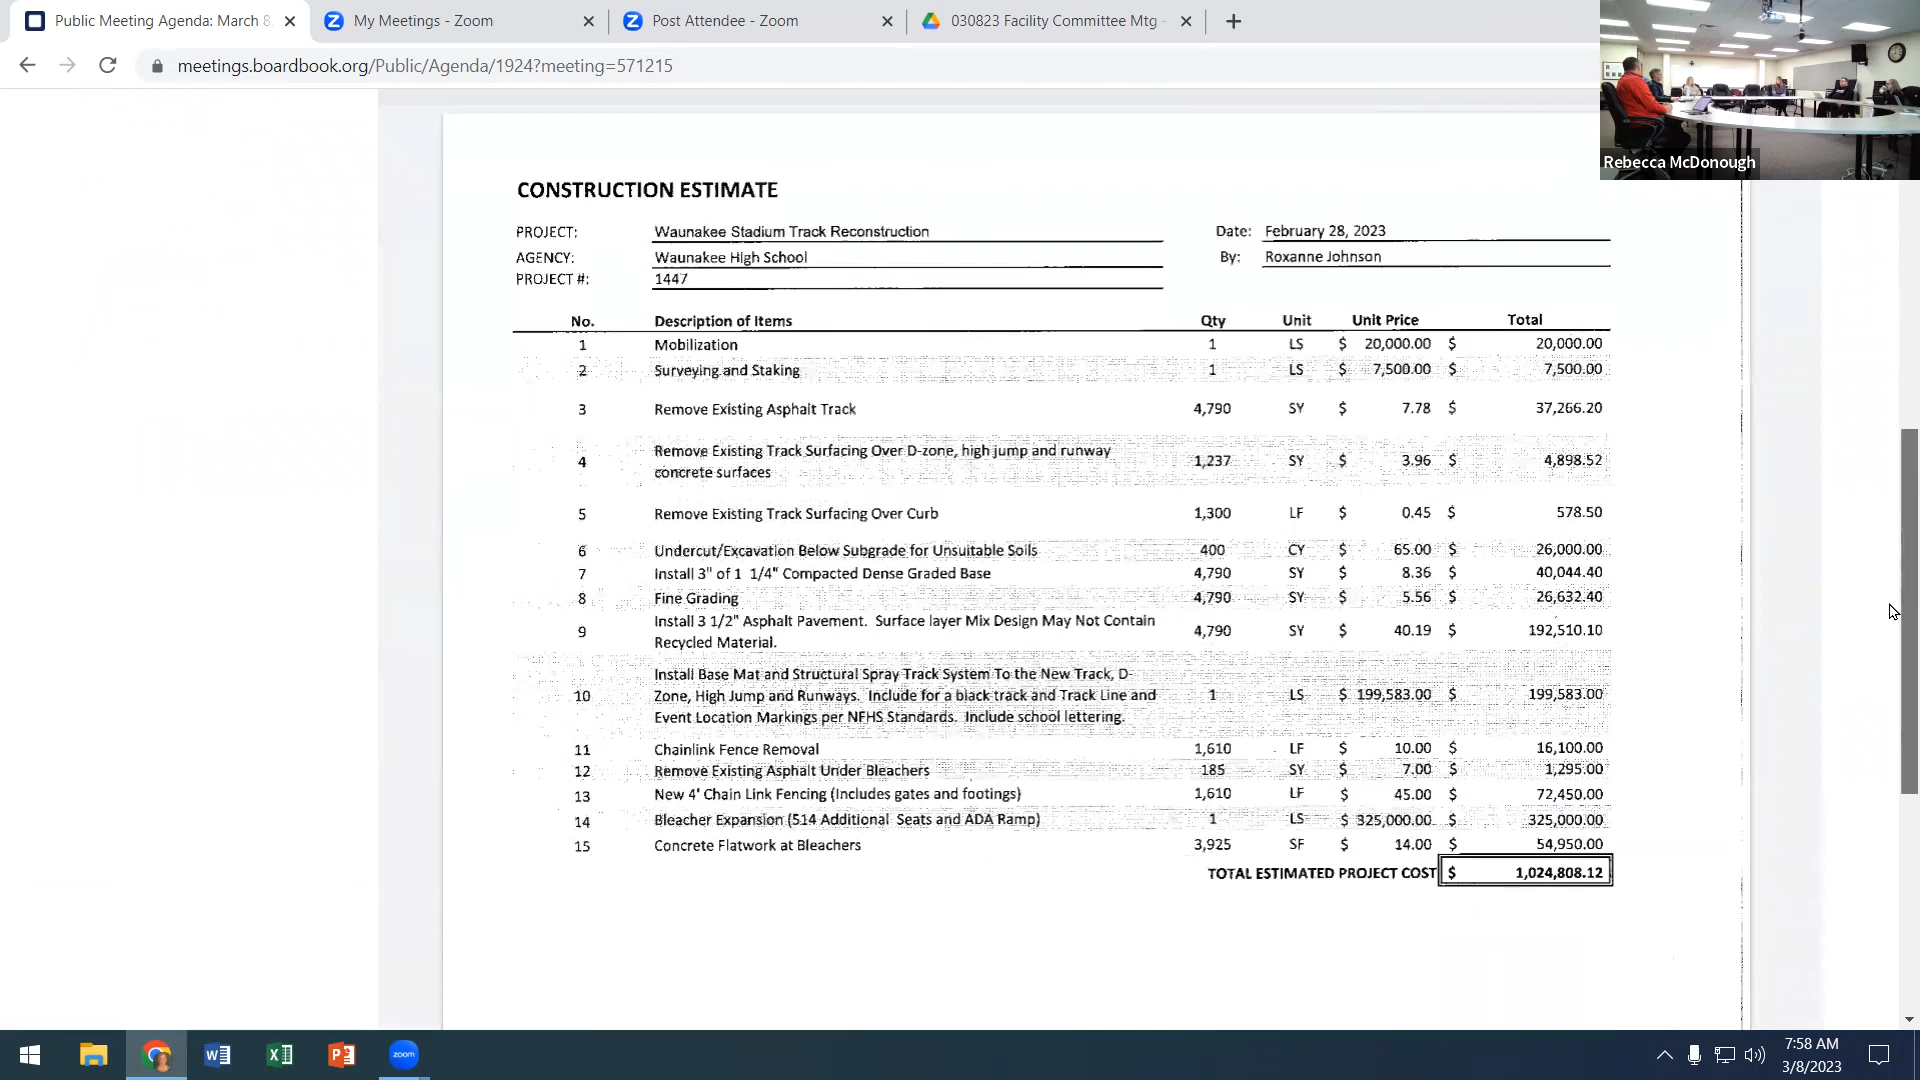 Public Meeting Agenda: March 8
My Meetings - Zoom
Post Attendee - Zoom
030823 Facility Committee Mtg -
meetings.boardbook.org/Public/Agenda/1924?meeting=571215
Rebecca McDonough
CONSTRUCTION ESTIMATE
PROJECT: Waunakee Stadium Track Reconstruction Date: February 28, 2023
AGENCY: Waunakee High School By: Roxanne Johnson
PROJECT #: 1447
No. Description of Items Qty Unit Unit Price Total
1 Mobilization 1 LS $ 20,000.00 $ 20,000.00
2 Surveying and Staking 1 LS $ 7,500.00 $ 7,500.00
3 Remove Existing Asphalt Track 4,790 SY $ 7.78 $ 37,266.20
4 Remove Existing Track Surfacing Over D-zone, high jump and runway
concrete surfaces 1,237 SY $ 3.96 $ 4,898.52
5 Remove Existing Track Surfacing Over Curb 1,300 LF $ 0.45 $ 578.50
6 Undercut/Excavation Below Subgrade for Unsuitable Soils 400 CY $ 65.00 $ 26,000.00
7 Install 3" of 1 1/4" Compacted Dense Graded Base 4,790 SY $ 8.36 $ 40,044.40
8 Fine Grading 4,790 SY $ 5.56 $ 26,632.40
9 Install 3 1/2" Asphalt Pavement. Surface layer Mix Design May Not Contain
Recycled Material. 4,790 SY $ 40.19 $ 192,510.10
Install Base Mat and Structural Spray Track System To the New Track, D-
10 Zone, High Jump and Runways. Include for a black track and Track Line and 1 LS $ 199,583.00 $ 199,583.00
Event Location Markings per NFHS Standards. Include school lettering.
11 Chainlink Fence Removal 1,610 LF $ 10.00 $ 16,100.00
12 Remove Existing Asphalt Under Bleachers 185 SY $ 7.00 $ 1,295.00
13 New 4' Chain Link Fencing (Includes gates and footings) 1,610 LF $ 45.00 $ 72,450.00
14 Bleacher Expansion (514 Additional Seats and ADA Ramp) 1 LS $ 325,000.00 $ 325,000.00
15 Concrete Flatwork at Bleachers 3,925 SF $ 14.00 $ 54,950.00
TOTAL ESTIMATED PROJECT COST $ 1,024,808.12
zoom
7:58 AM
3/8/2023